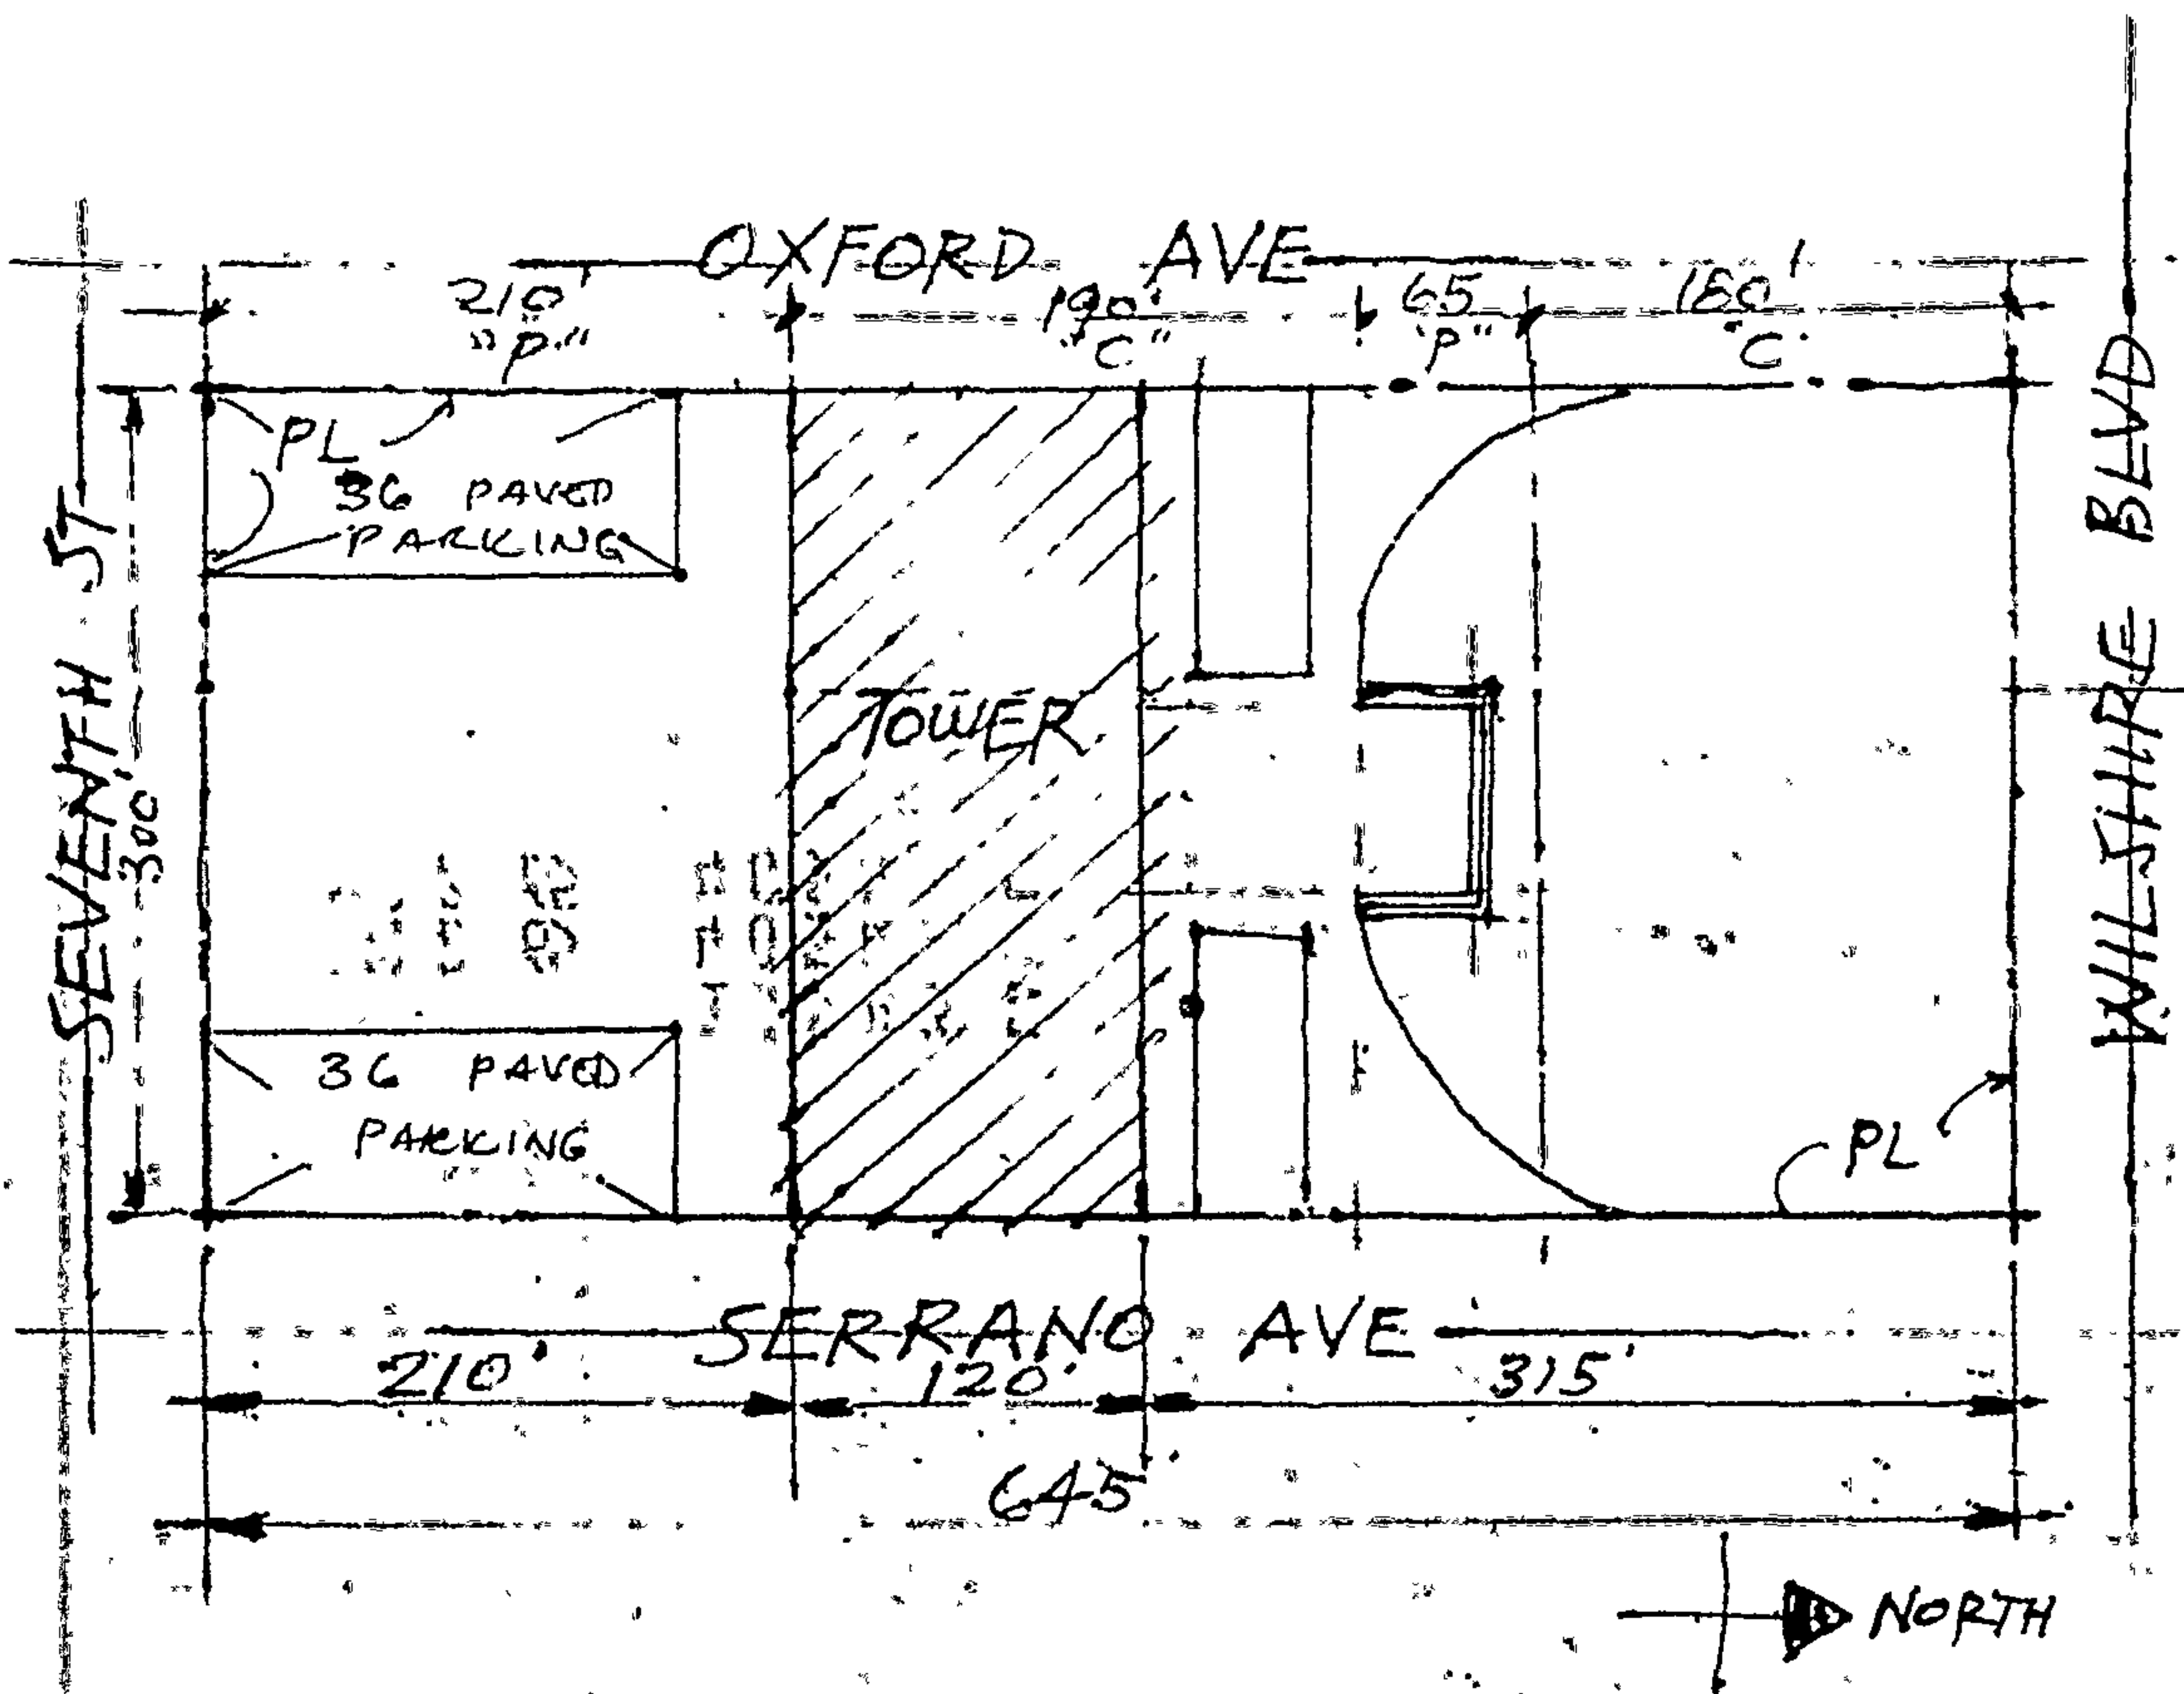 OXFORD AVE
210' 190' 65 180'
"P" "C" "P" "C"
PL
36 PAVED
PARKING
SEVENTH ST
300'
TOWER
WILSHIRE BLVD
36 PAVED
PARKING
PL
SERRANO AVE
210' 120' 315'
645'
NORTH